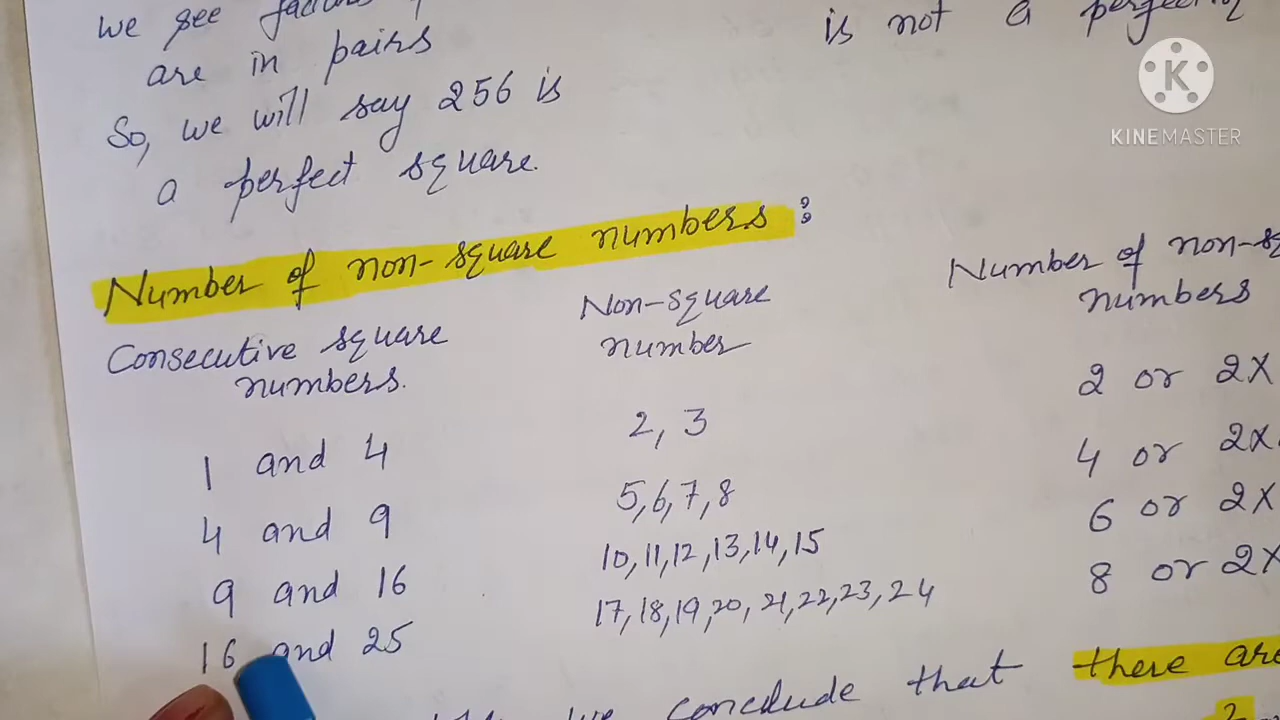 we see
are in pairs
So, we will say 256 is
a perfect square.
is not a
KINEMASTER
Number of non-square numbers:
Consecutive square
numbers.
Non-square
number
Number of non-
numbers
1 and 4
2, 3
2 or 2x
4 and 9
5,6,7,8
4 or 2x
9 and 16
10,11,12,13,14,15
6 or 2x
16 and 25
17,18,19,20,21,22,23,24
8 or 2x
we conclude that there are